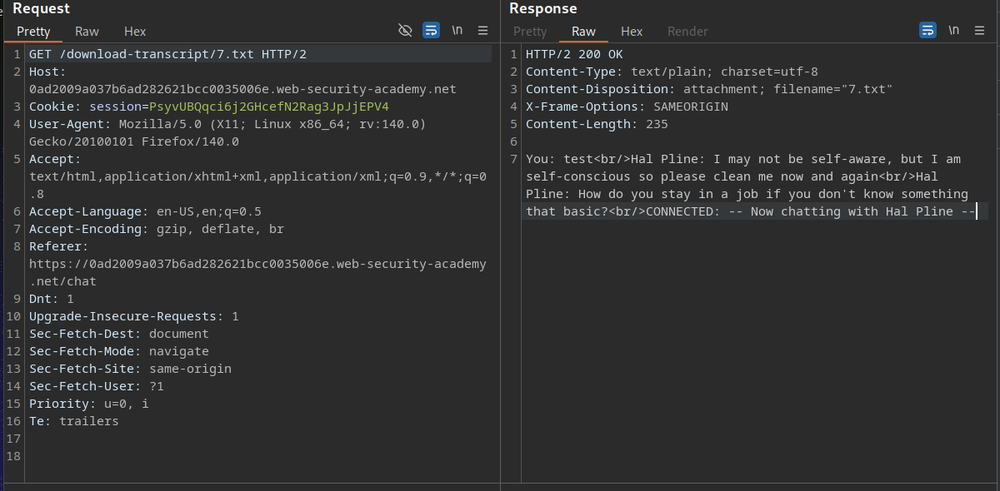 Request
Pretty Raw Hex \n
1 GET /download-transcript/7.txt HTTP/2
2 Host:
0ad2009a037b6ad282621bcc0035006e.web-security-academy.net
3 Cookie: session=PsyvUBQqci6j2GHcefN2Rag3JpJjEPV4
4 User-Agent: Mozilla/5.0 (X11; Linux x86_64; rv:140.0)
Gecko/20100101 Firefox/140.0
5 Accept:
text/html,application/xhtml+xml,application/xml;q=0.9,*/*;q=0
.8
6 Accept-Language: en-US,en;q=0.5
7 Accept-Encoding: gzip, deflate, br
8 Referer:
https://0ad2009a037b6ad282621bcc0035006e.web-security-academy
.net/chat
9 Dnt: 1
10 Upgrade-Insecure-Requests: 1
11 Sec-Fetch-Dest: document
12 Sec-Fetch-Mode: navigate
13 Sec-Fetch-Site: same-origin
14 Sec-Fetch-User: ?1
15 Priority: u=0, i
16 Te: trailers
17
18
Response
Pretty Raw Hex Render \n
1 HTTP/2 200 OK
2 Content-Type: text/plain; charset=utf-8
3 Content-Disposition: attachment; filename="7.txt"
4 X-Frame-Options: SAMEORIGIN
5 Content-Length: 235
6
7 You: test<br/>Hal Pline: I may not be self-aware, but I am
self-conscious so please clean me now and again<br/>Hal
Pline: How do you stay in a job if you don't know something
that basic?<br/>CONNECTED: -- Now chatting with Hal Pline --